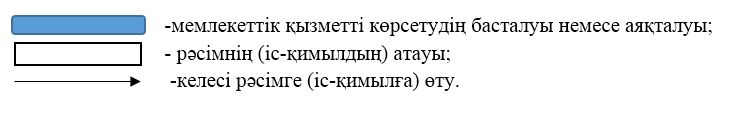 -мемлекеттік қызметті көрсетудің басталуы немесе аяқталуы;
- рәсімнің (іс-қимылдың) атауы;
-келесі рәсімге (іс-қимылға) өту.